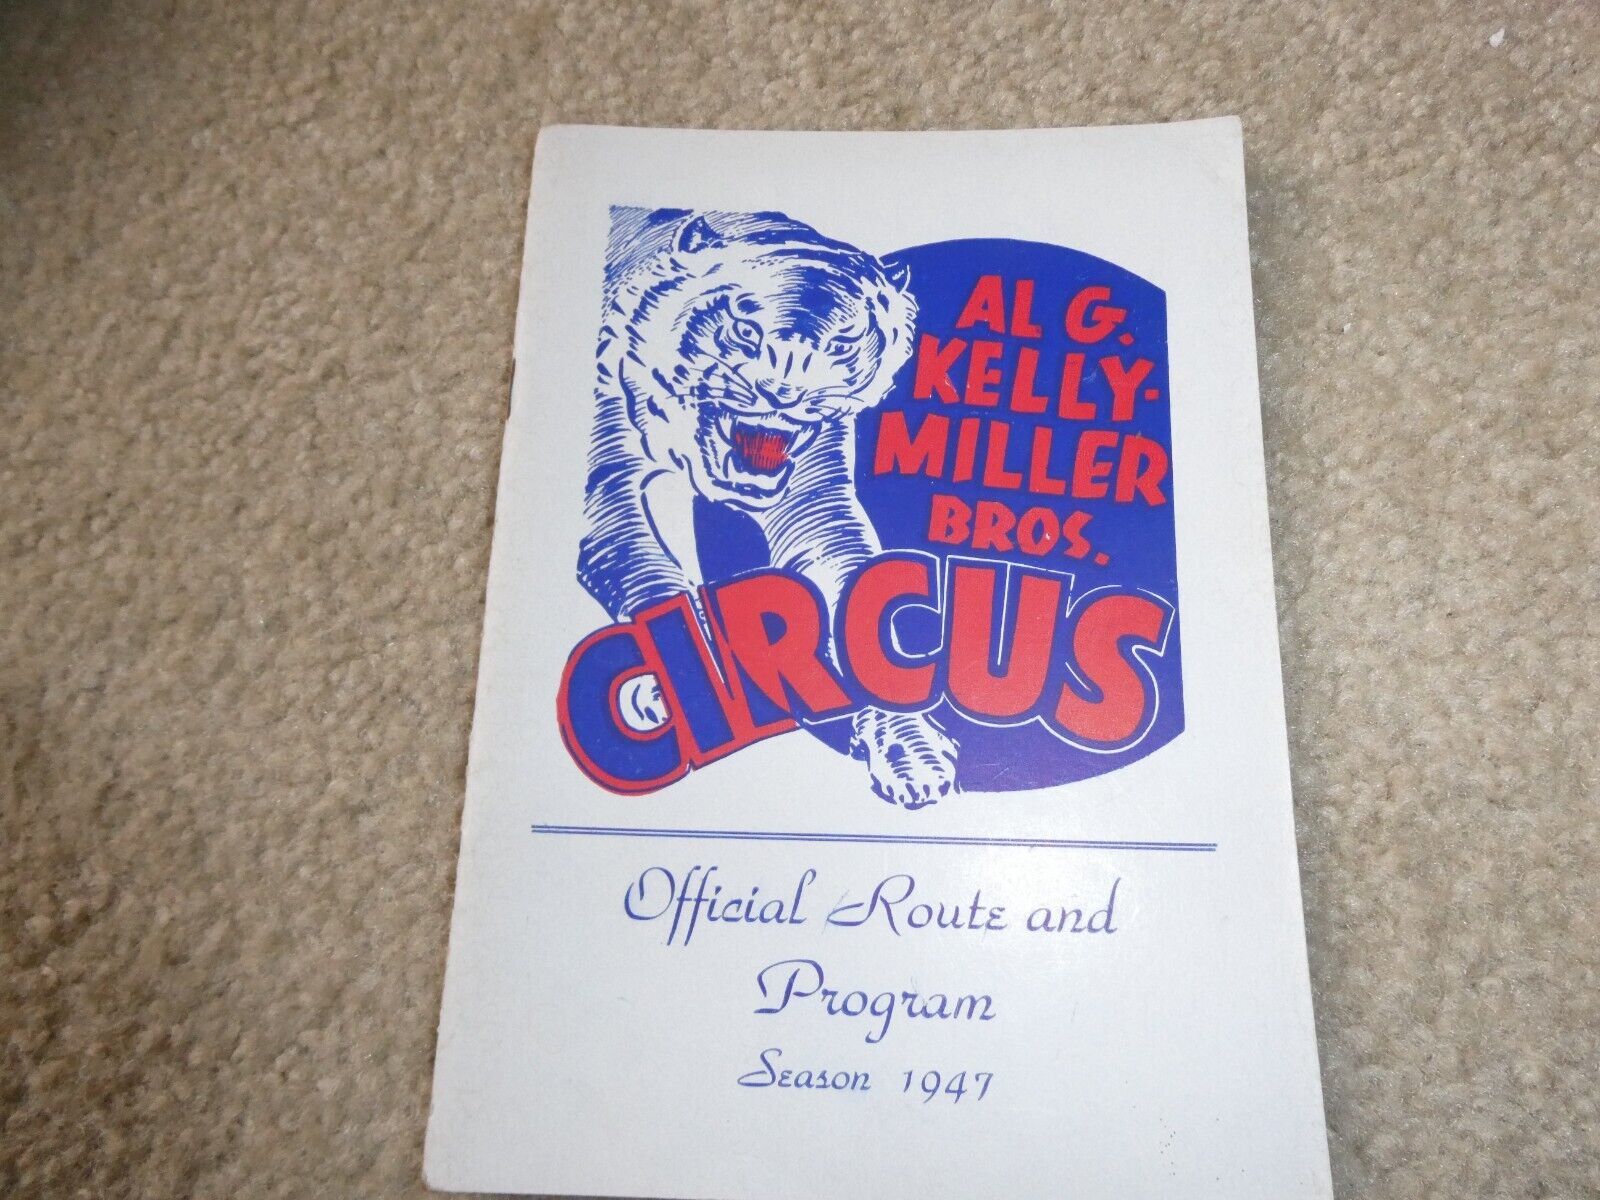 AL G.
KELLY-
MILLER
BROS.
CIRCUS
Official Route and
Program
Season 1947